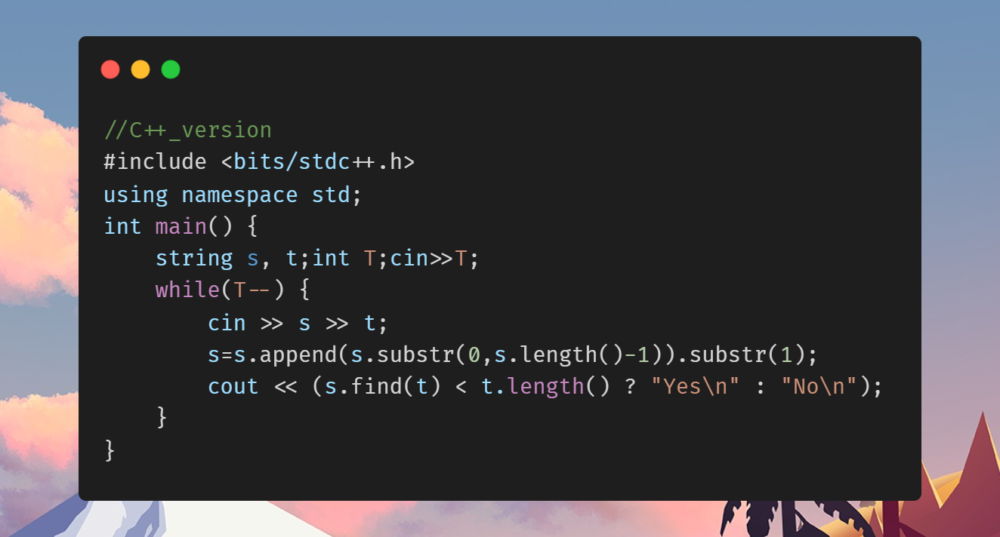 //C++_version
#include <bits/stdc++.h>
using namespace std;
int main() {
    string s, t;int T;cin>>T;
    while(T--) {
        cin >> s >> t;
        s=s.append(s.substr(0,s.length()-1)).substr(1);
        cout << (s.find(t) < t.length() ? "Yes\n" : "No\n");
    }
}